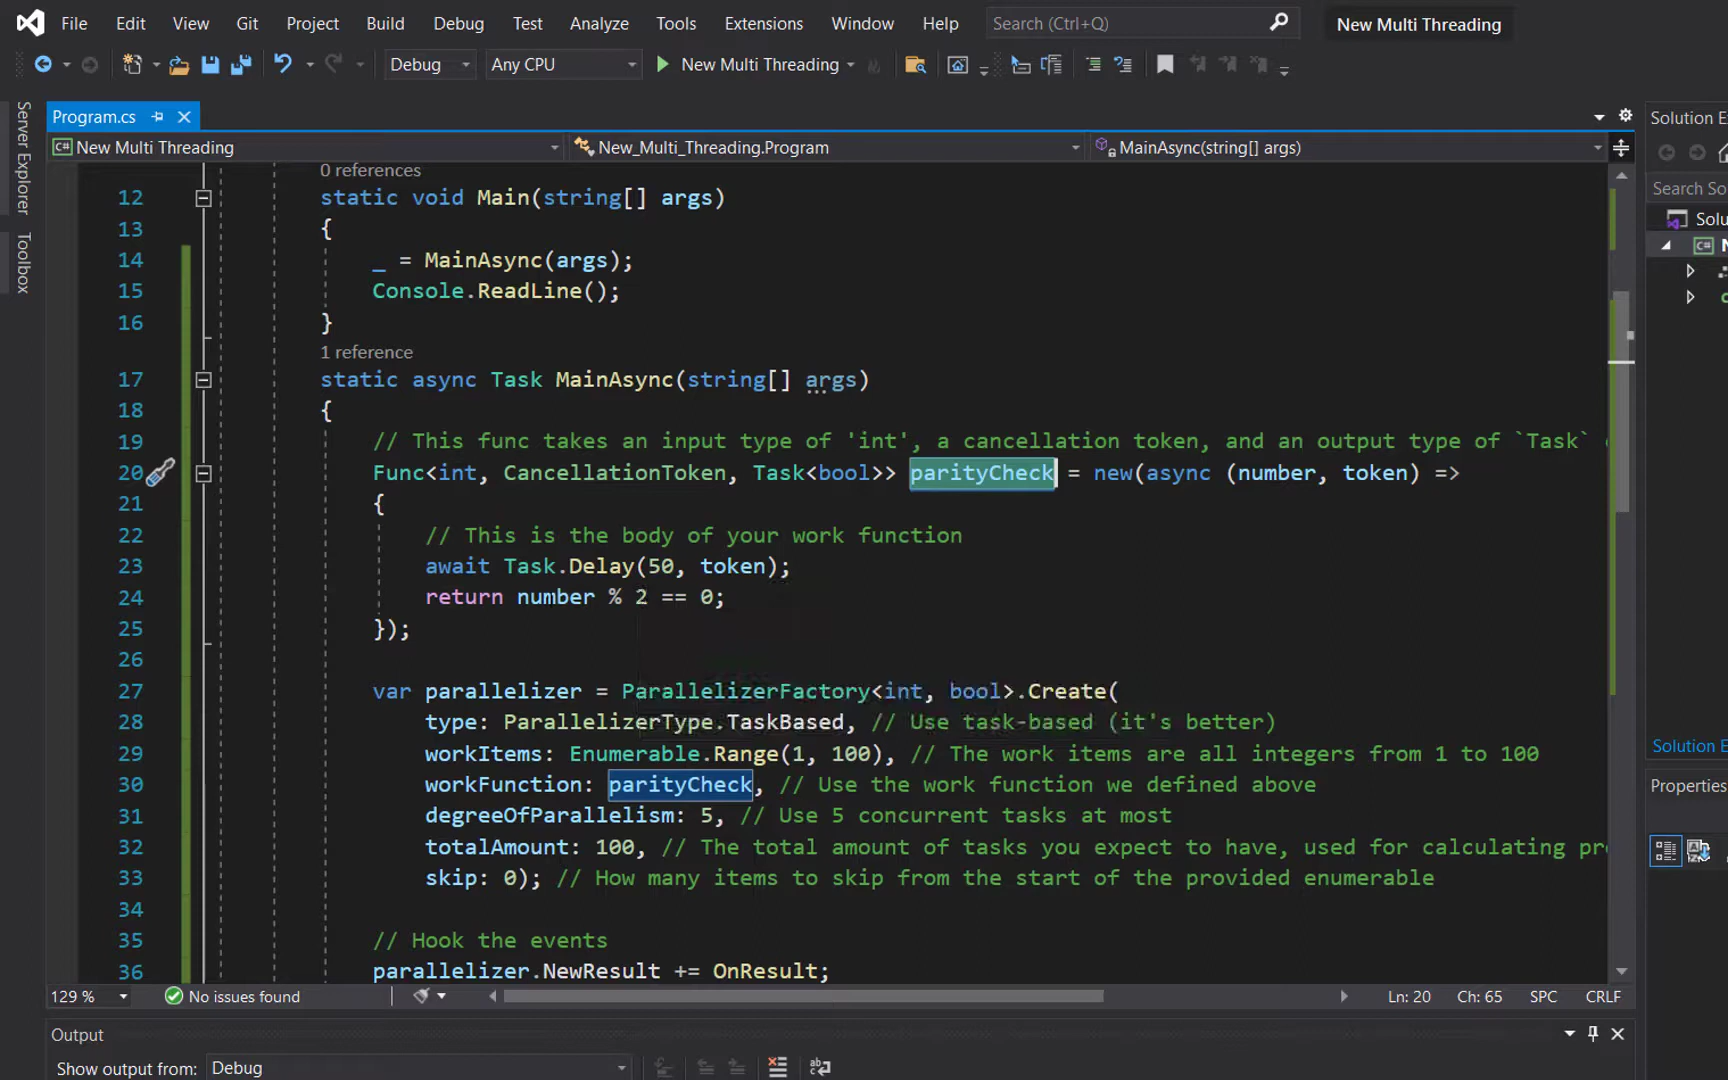 File Edit View Git Project Build Debug Test Analyze Tools Extensions Window Help Search (Ctrl+Q) New Multi Threading
Debug Any CPU New Multi Threading
Server Explorer
Toolbox
Program.cs
New Multi Threading New_Multi_Threading.Program MainAsync(string[] args)
0 references
12 static void Main(string[] args)
13 {
14 _ = MainAsync(args);
15 Console.ReadLine();
16 }
1 reference
17 static async Task MainAsync(string[] args)
18 {
19 // This func takes an input type of 'int', a cancellation token, and an output type of `Task`
20 Func<int, CancellationToken, Task<bool>> parityCheck = new(async (number, token) =>
21 {
22 // This is the body of your work function
23 await Task.Delay(50, token);
24 return number % 2 == 0;
25 });
26
27 var parallelizer = ParallelizerFactory<int, bool>.Create(
28 type: ParallelizerType.TaskBased, // Use task-based (it's better)
29 workItems: Enumerable.Range(1, 100), // The work items are all integers from 1 to 100
30 workFunction: parityCheck, // Use the work function we defined above
31 degreeOfParallelism: 5, // Use 5 concurrent tasks at most
32 totalAmount: 100, // The total amount of tasks you expect to have, used for calculating pr
33 skip: 0); // How many items to skip from the start of the provided enumerable
34
35 // Hook the events
36 parallelizer.NewResult += OnResult;
129 % No issues found Ln: 20 Ch: 65 SPC CRLF
Output
Show output from: Debug
Solution E
Search So
Solu
Solution E
Properties